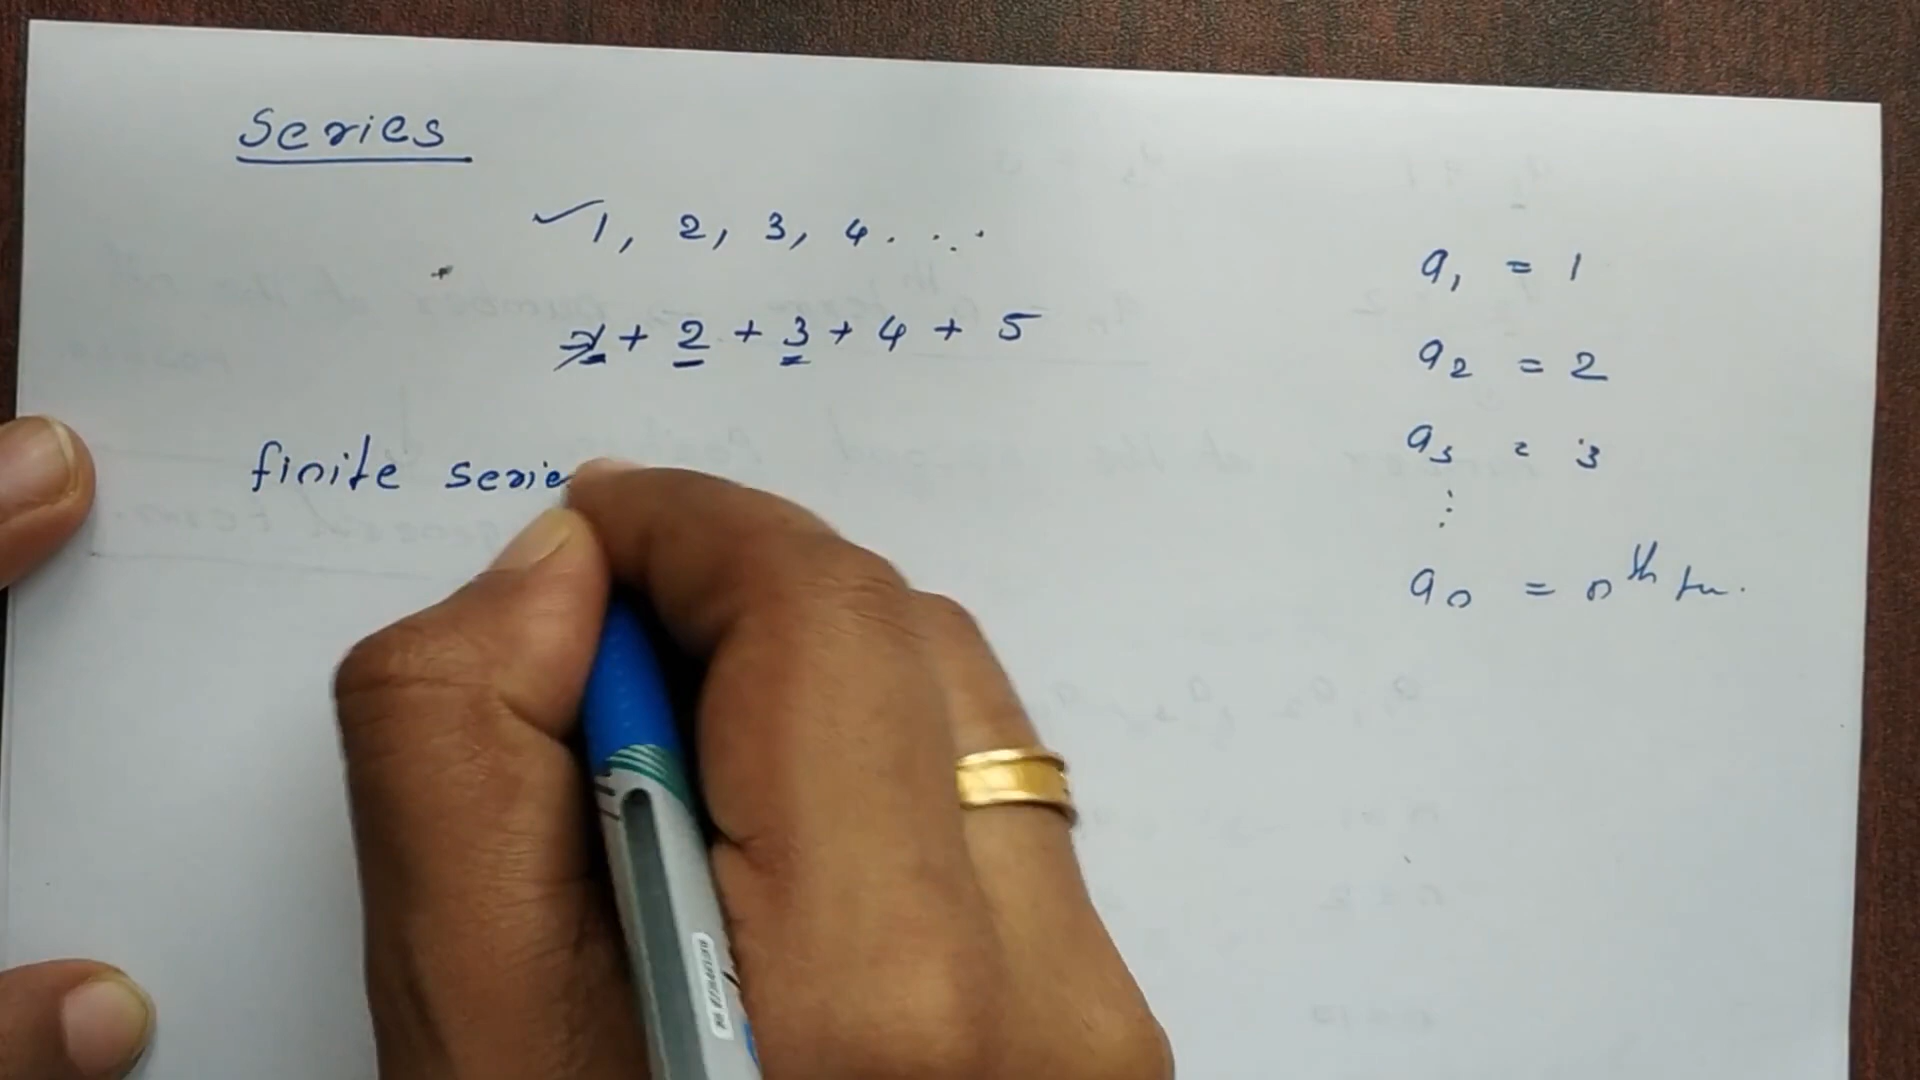 Series
1, 2, 3, 4 . . . .
1 + 2 + 3 + 4 + 5
finite serie
a1 = 1
a2 = 2
a3 = 3
⋮
an = nth